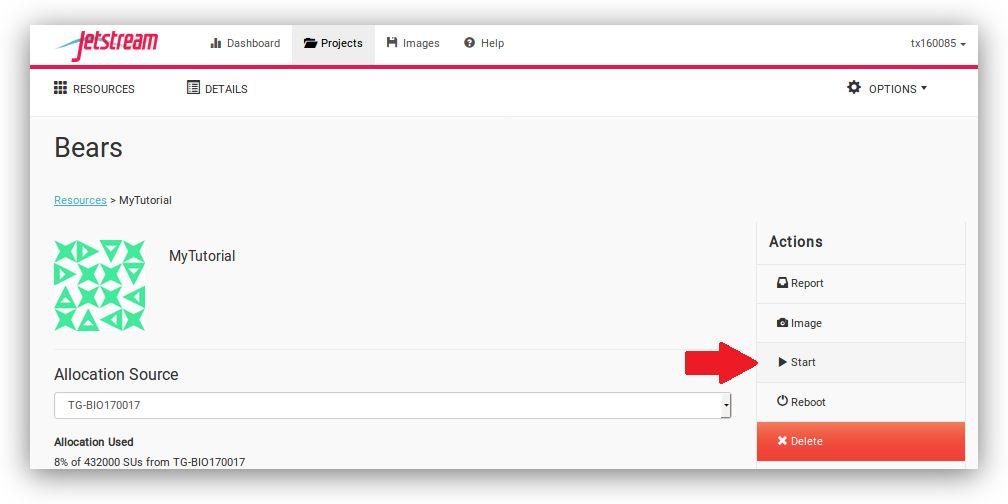 Jetstream Dashboard Projects Images Help tx160085
RESOURCES DETAILS OPTIONS
Bears
Resources > MyTutorial
MyTutorial
Allocation Source
TG-BIO170017
Allocation Used
8% of 432000 SUs from TG-BIO170017
Actions
Report
Image
Start
Reboot
Delete